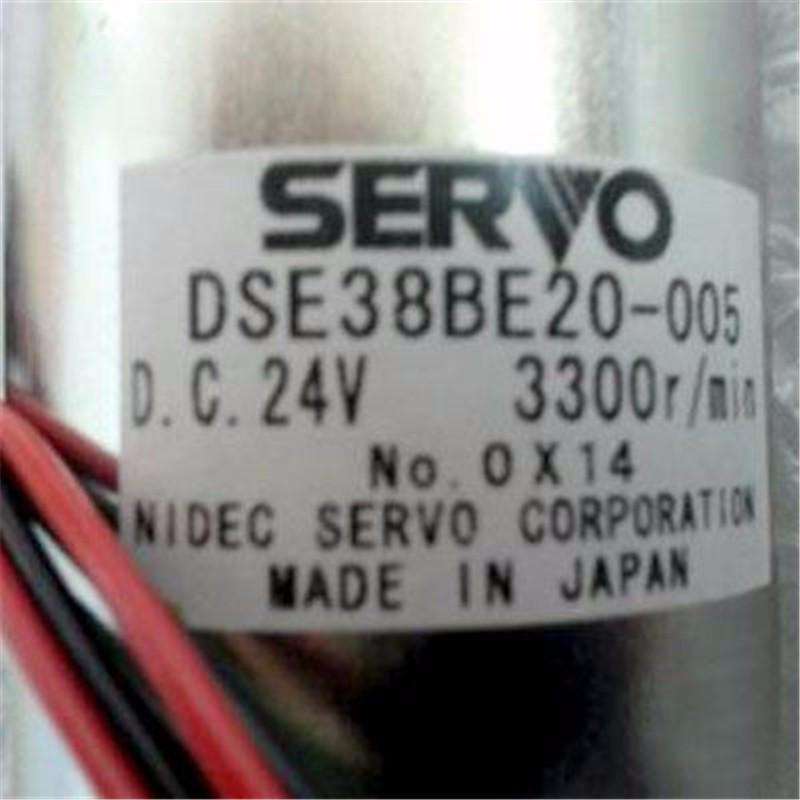 SERVO
DSE38BE20-005
D.C.24V 3300r/min
No. 0X14
NIDEC SERVO CORPORATION
MADE IN JAPAN